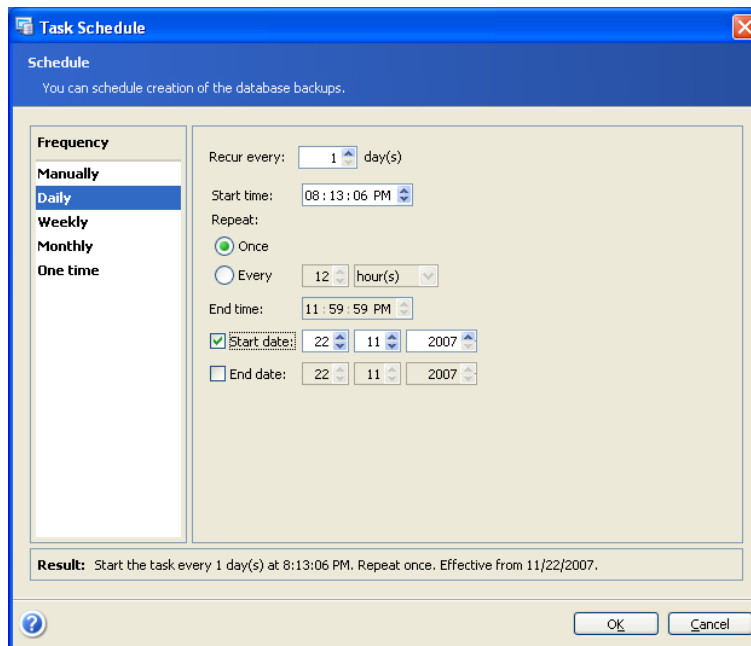 Task Schedule
Schedule
You can schedule creation of the database backups.
Frequency
Manually
Daily
Weekly
Monthly
One time
Recur every: 1 day(s)
Start time: 08:13:06 PM
Repeat:
Once
Every 12 hour(s)
End time: 11:59:59 PM
Start date: 22 11 2007
End date: 22 11 2007
Result: Start the task every 1 day(s) at 8:13:06 PM. Repeat once. Effective from 11/22/2007.
?
OK Cancel